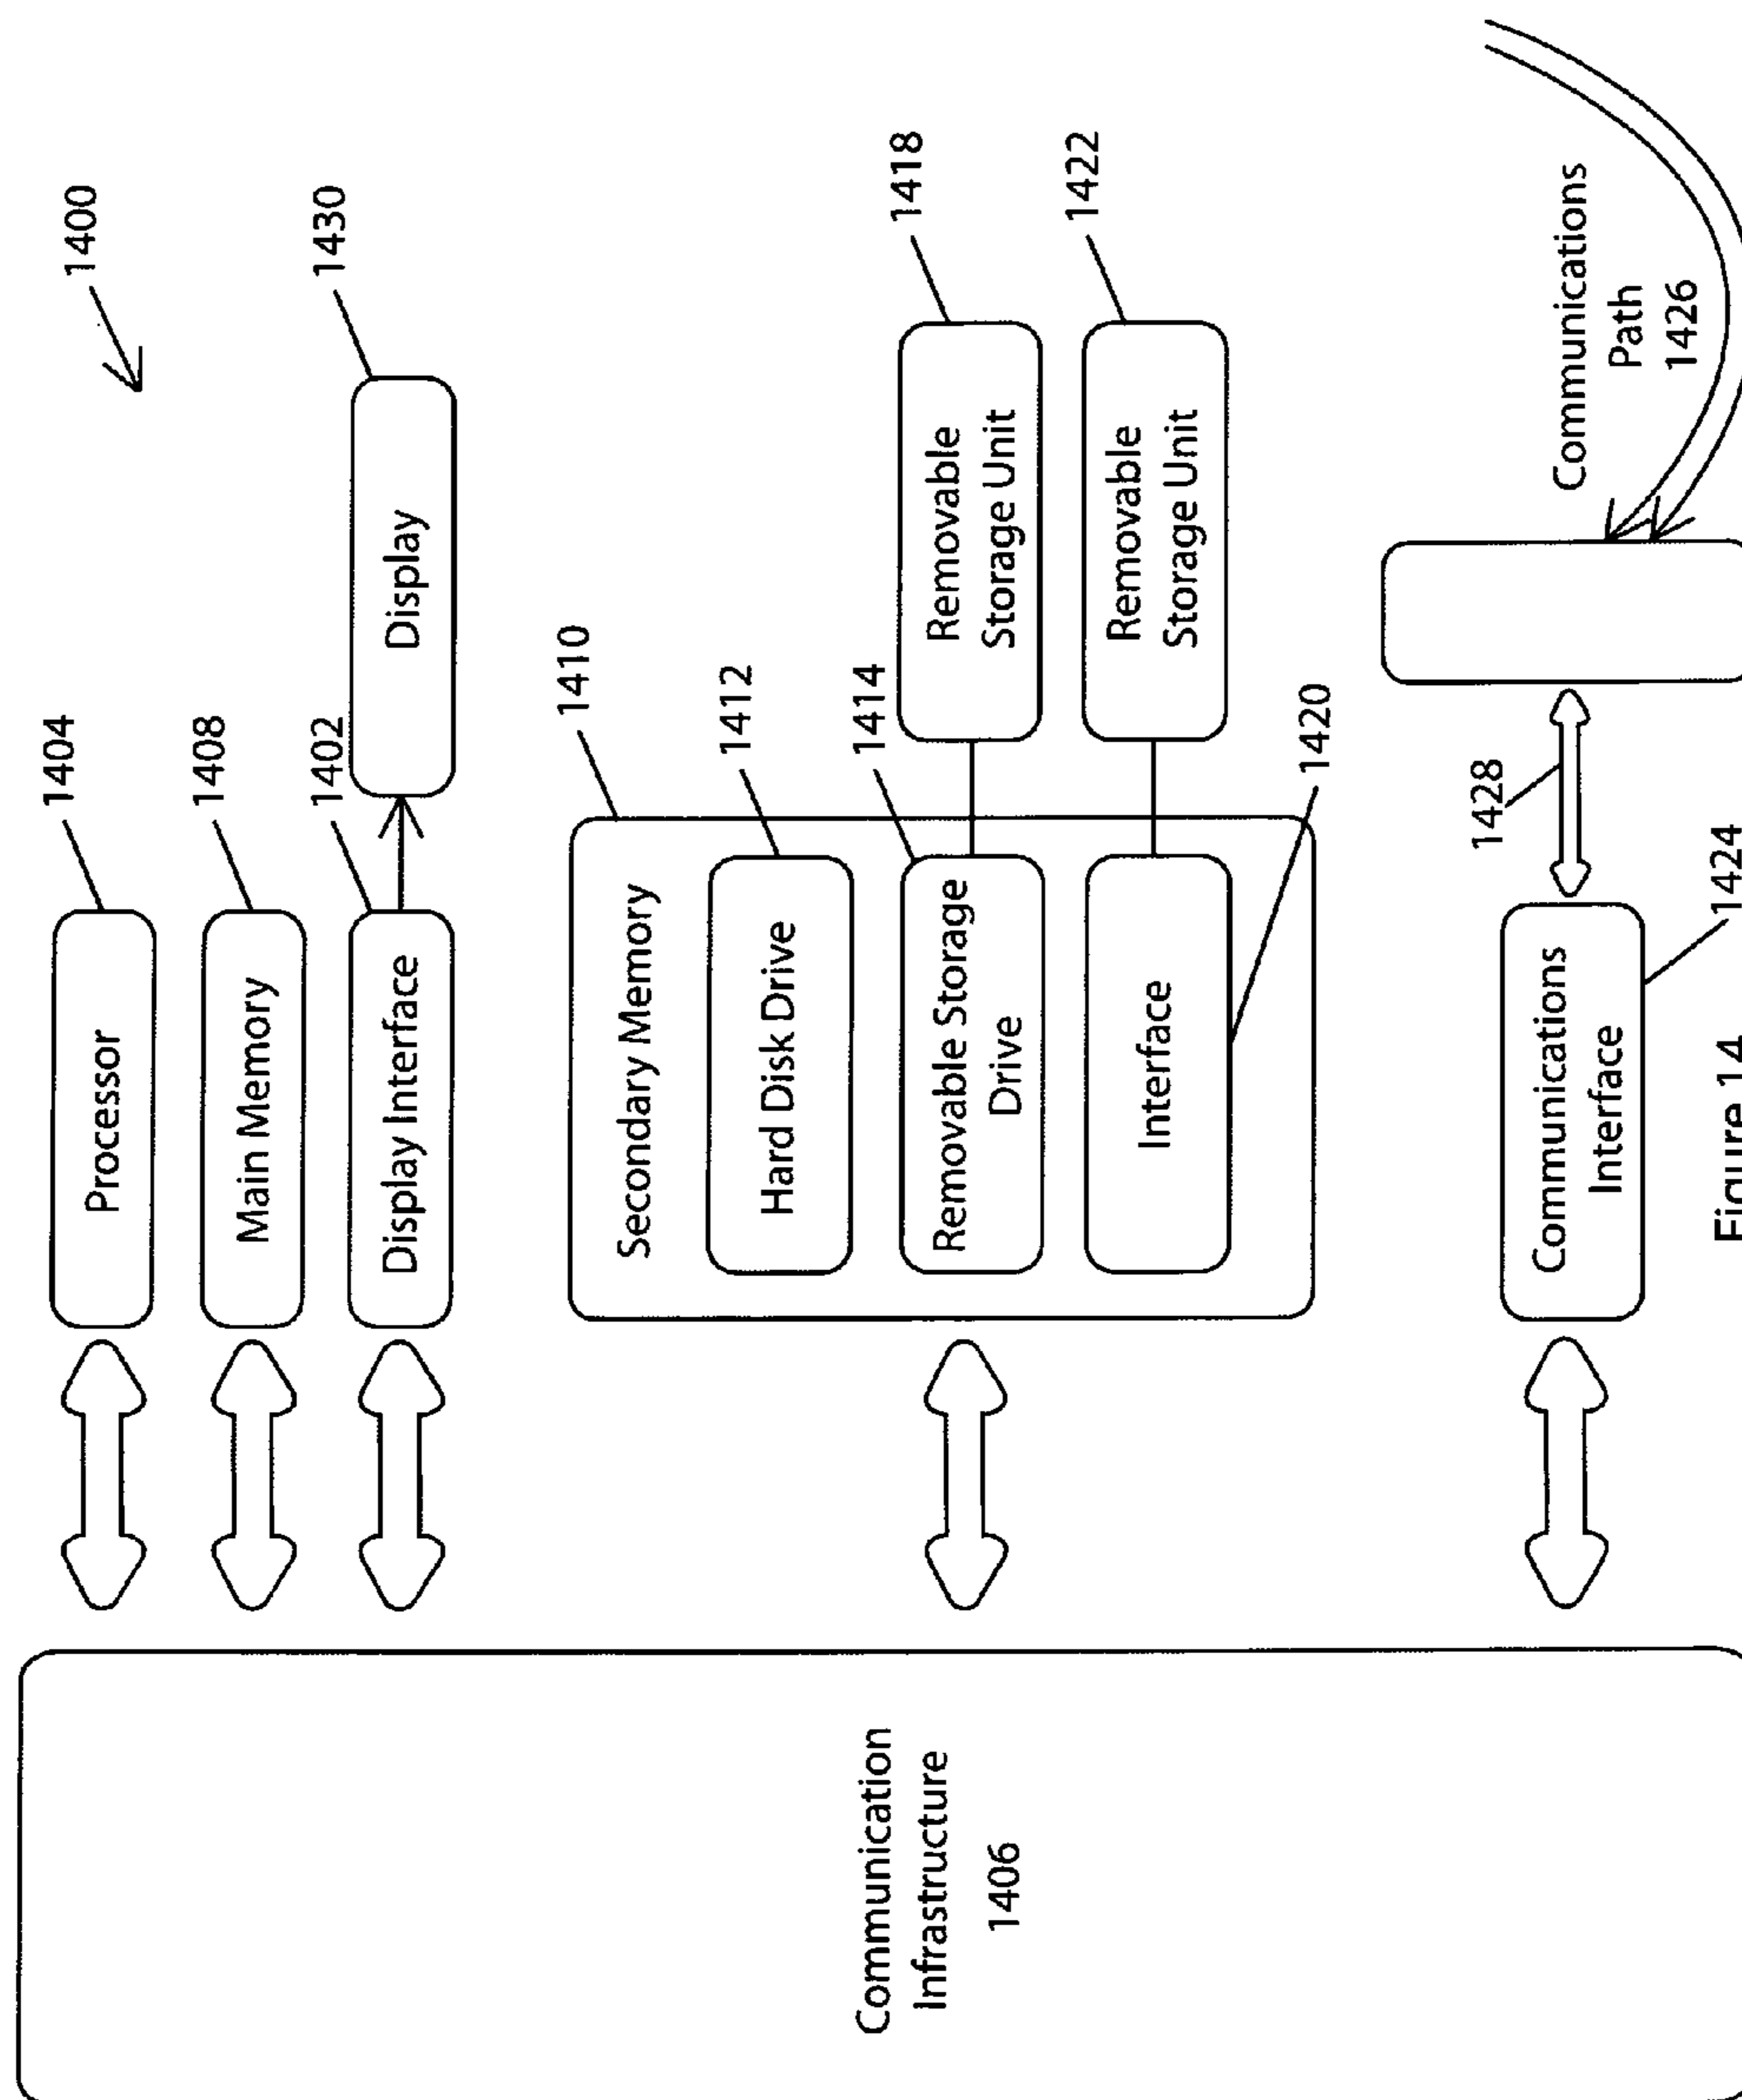 1400
1404
Processor
1408
Main Memory
1402
Display Interface
1430
Display
1410
Secondary Memory
1412
Hard Disk Drive
1414
Removable Storage
Drive
1418
Removable
Storage Unit
Interface
1420
1422
Removable
Storage Unit
Communication
Infrastructure
1406
Communications
Interface
1424
1428
Communications
Path
1426
Figure 14